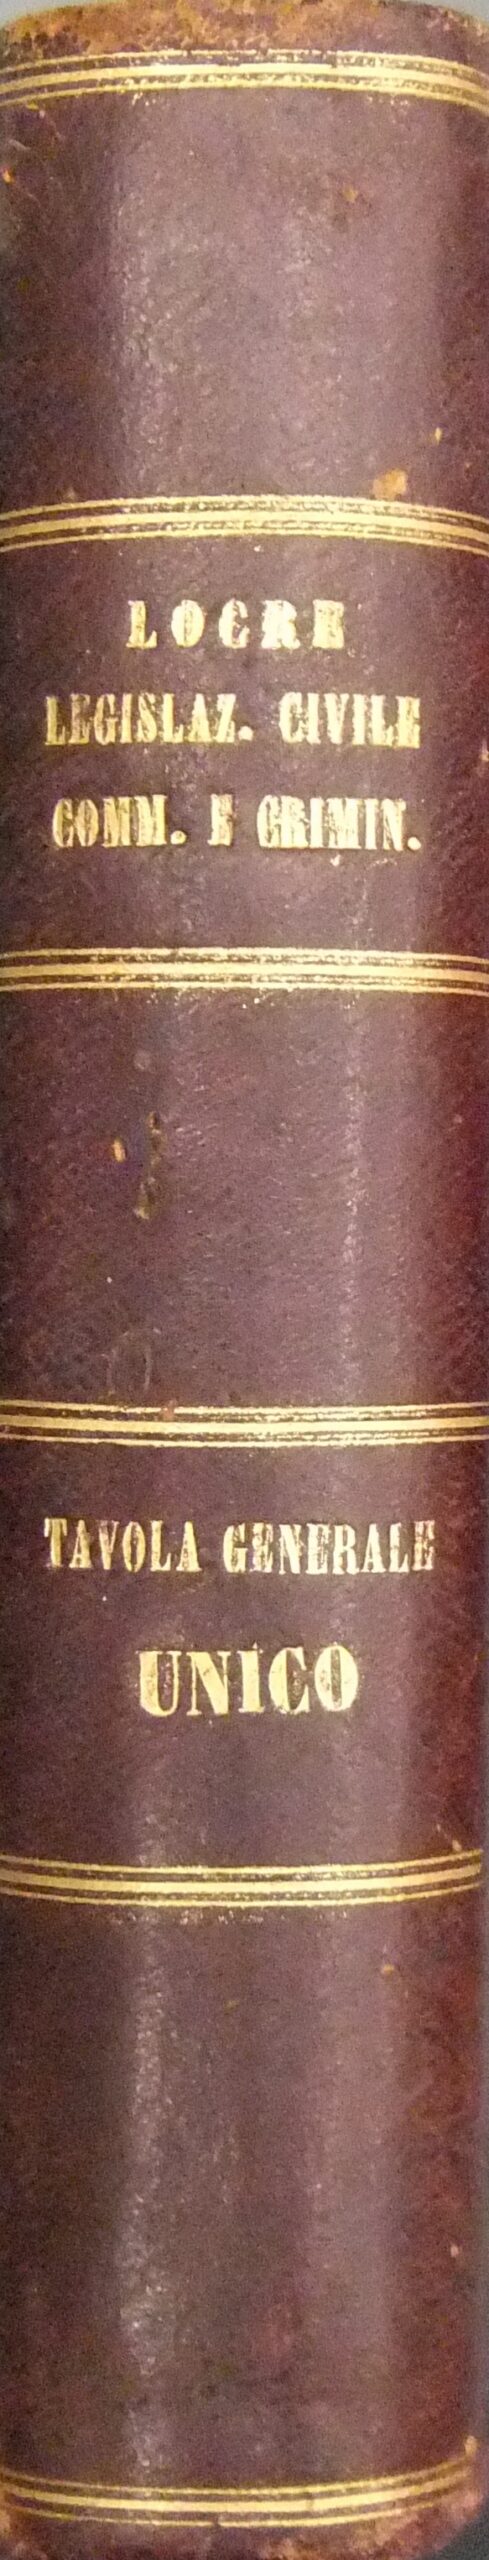 LOCRE
LEGISLAZ. CIVILE
COMM. E CRIMIN.
TAVOLA GENERALE
UNICO